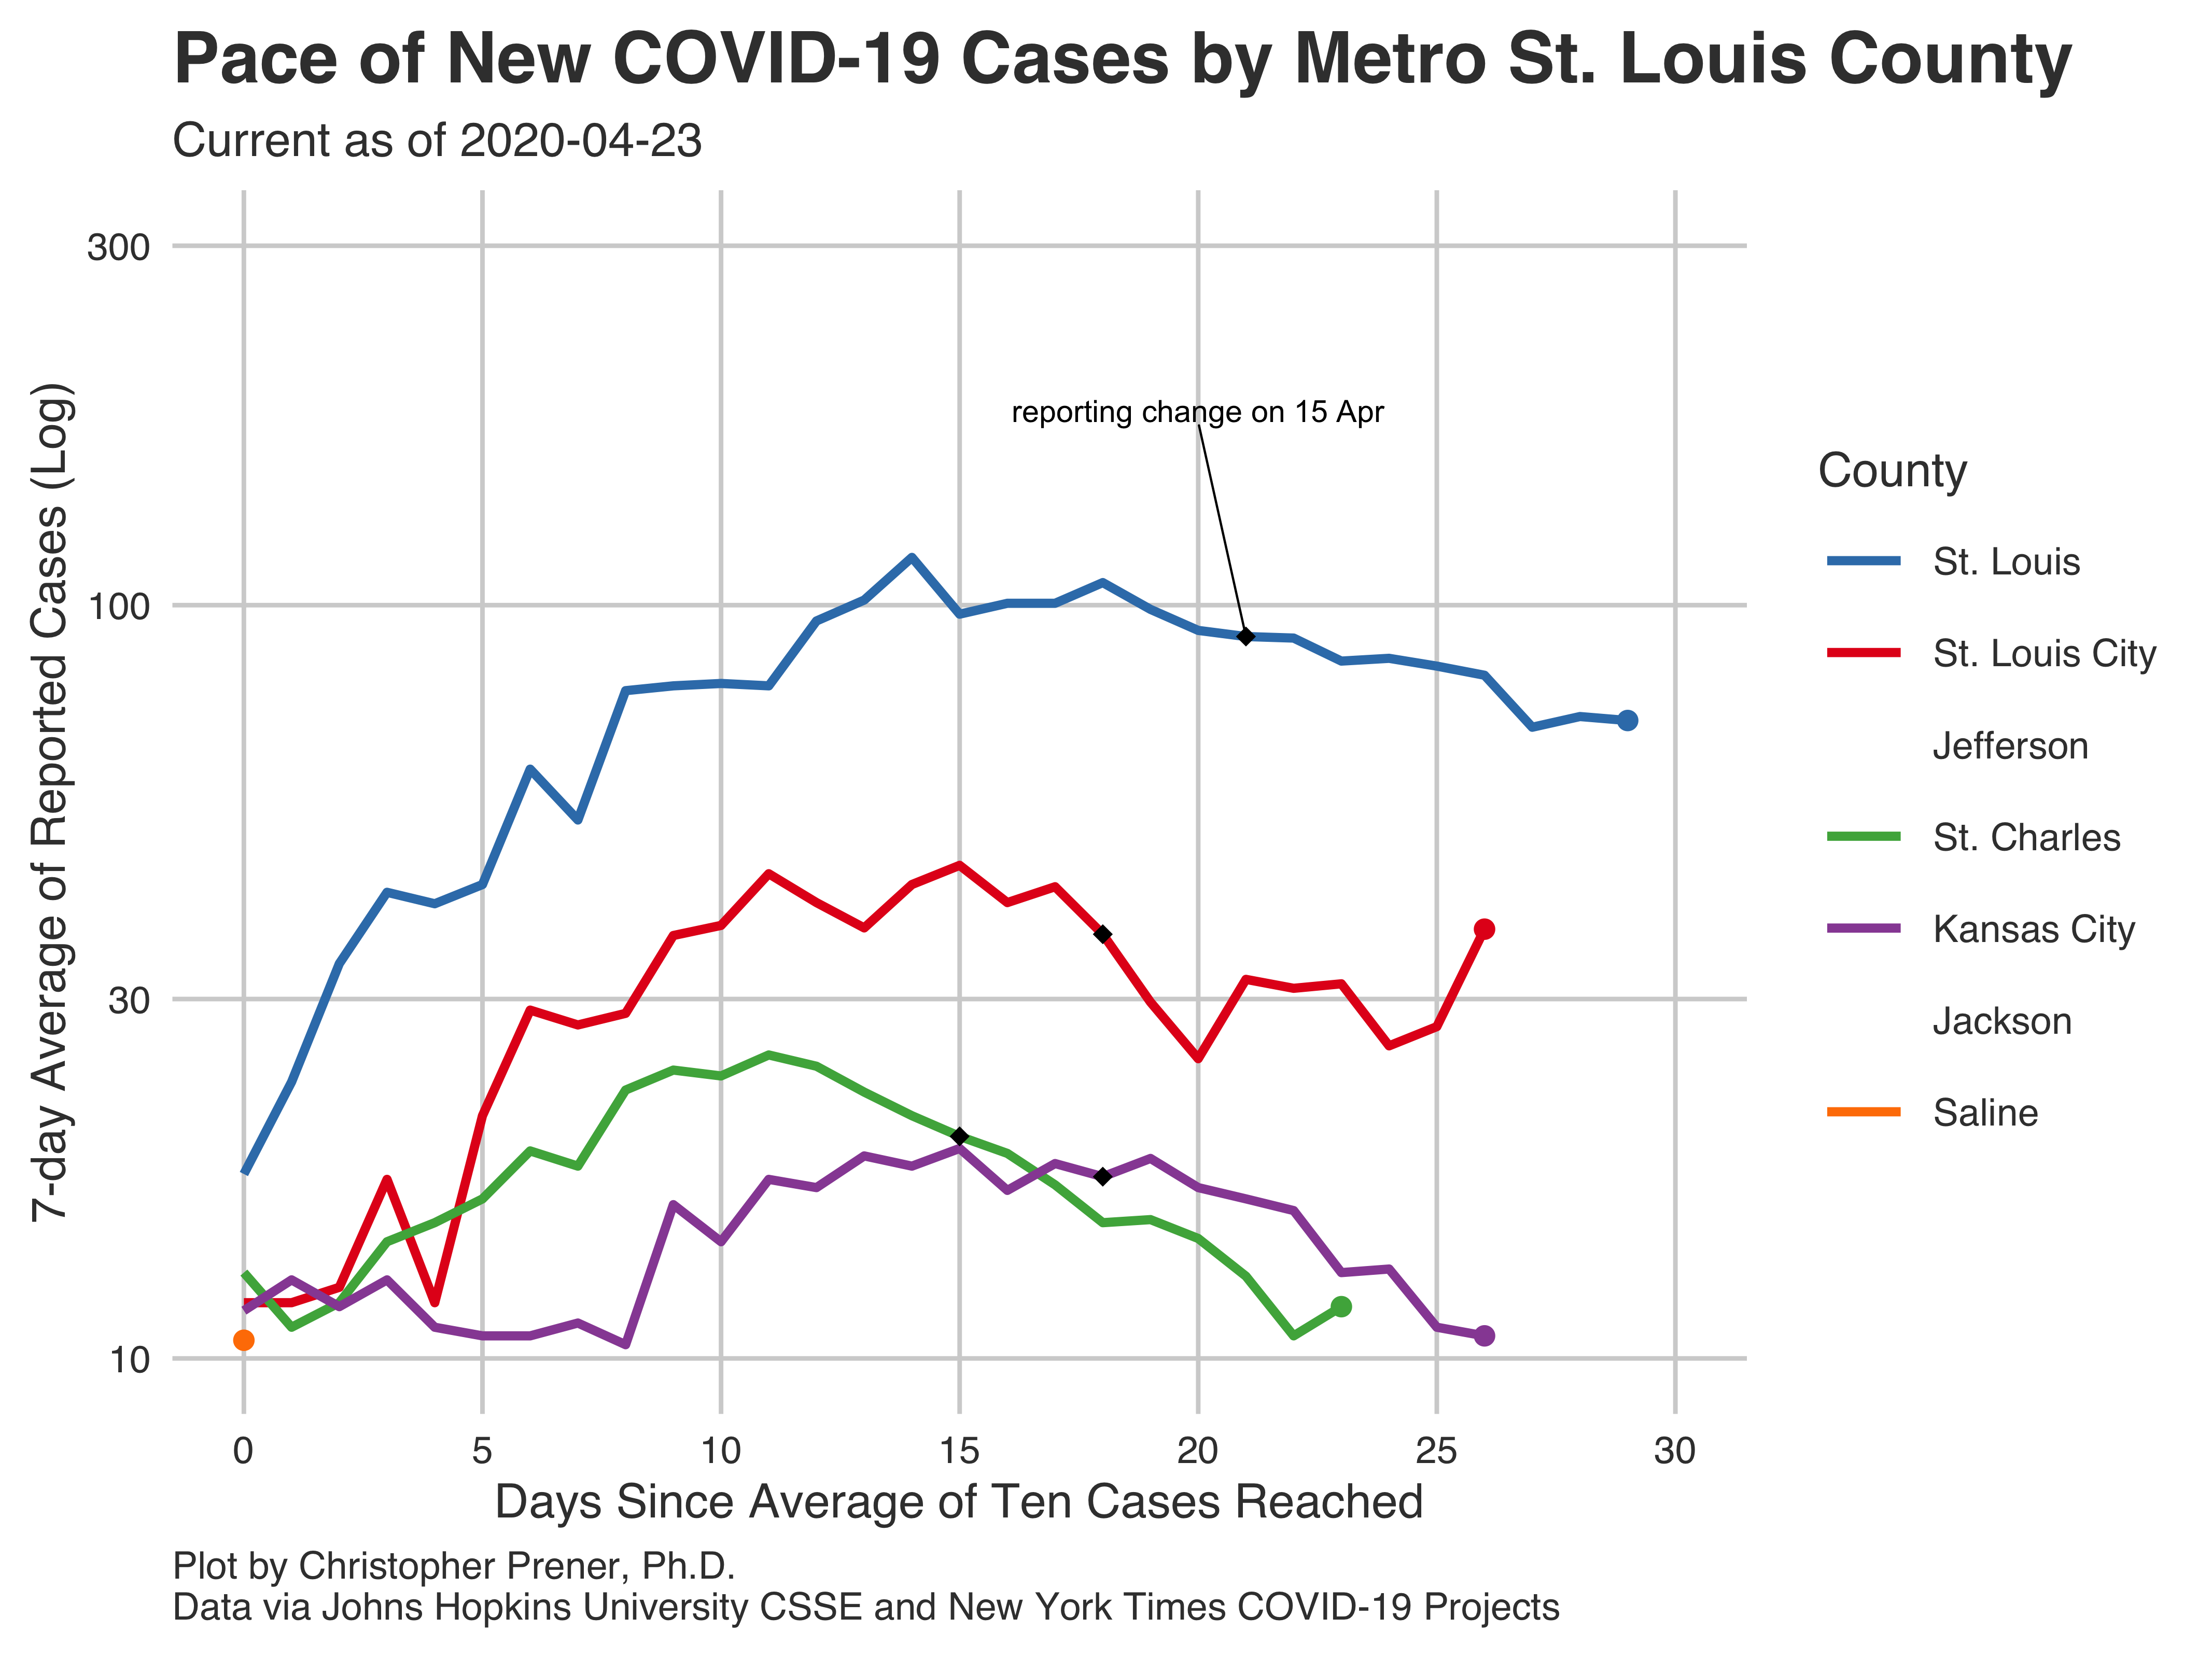 Pace of New COVID-19 Cases by Metro St. Louis County
Current as of 2020-04-23
7-day Average of Reported Cases (Log)
300
100
30
10
reporting change on 15 Apr
0
5
10
15
20
25
30
Days Since Average of Ten Cases Reached
County
St. Louis
St. Louis City
Jefferson
St. Charles
Kansas City
Jackson
Saline
Plot by Christopher Prener, Ph.D.
Data via Johns Hopkins University CSSE and New York Times COVID-19 Projects